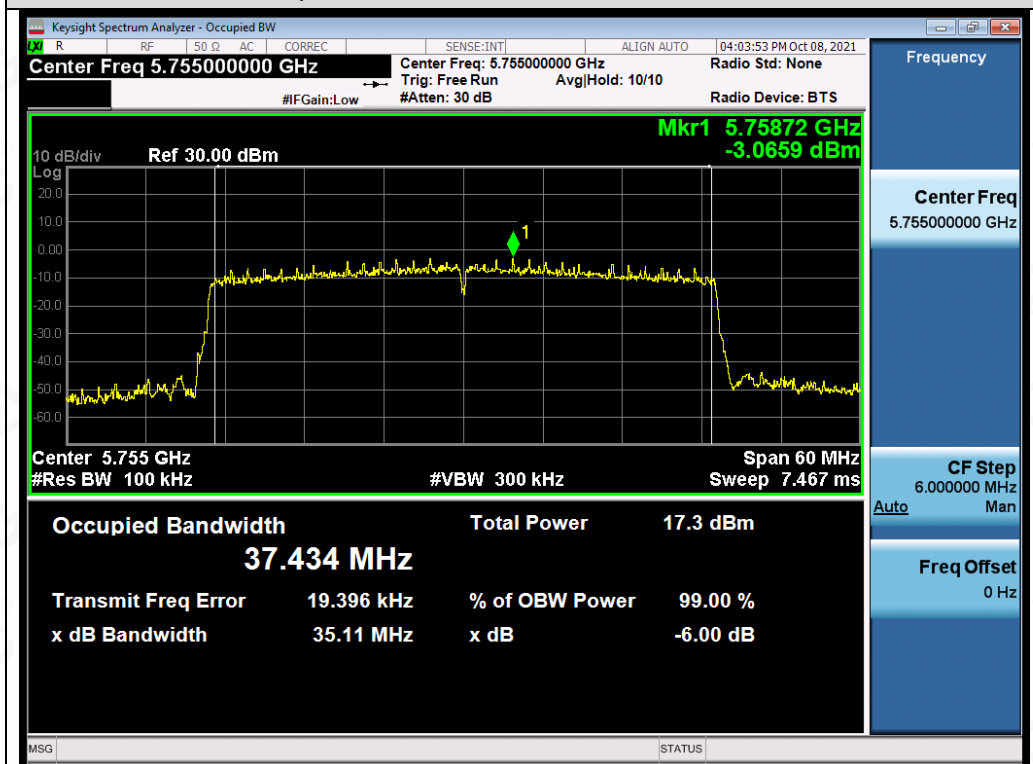 Keysight Spectrum Analyzer - Occupied BW
LXI R RF 50 Ω AC CORREC SENSE:INT ALIGN AUTO 04:03:53 PM Oct 08, 2021
Center Freq 5.755000000 GHz Center Freq: 5.755000000 GHz Radio Std: None
Trig: Free Run Avg|Hold: 10/10
#IFGain:Low #Atten: 30 dB Radio Device: BTS
Mkr1 5.75872 GHz
-3.0659 dBm
10 dB/div Ref 30.00 dBm
Log
20.0
10.0
0.00
-10.0
-20.0
-30.0
-40.0
-50.0
-60.0
1
Center 5.755 GHz Span 60 MHz
#Res BW 100 kHz #VBW 300 kHz Sweep 7.467 ms
Occupied Bandwidth Total Power 17.3 dBm
37.434 MHz
Transmit Freq Error 19.396 kHz % of OBW Power 99.00 %
x dB Bandwidth 35.11 MHz x dB -6.00 dB
MSG STATUS
Frequency
Center Freq
5.755000000 GHz
CF Step
6.000000 MHz
Auto Man
Freq Offset
0 Hz